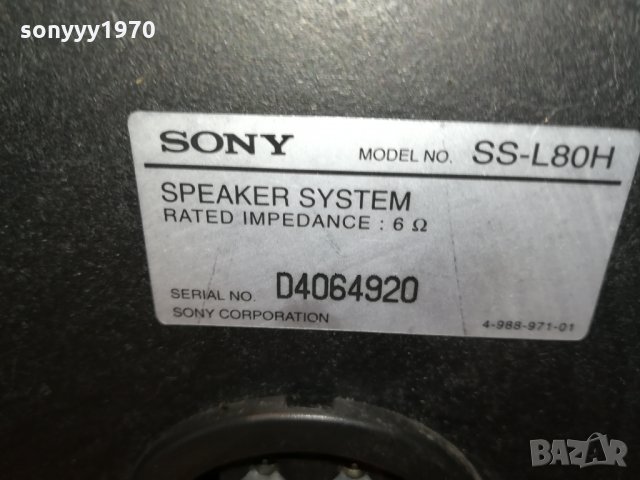 sonyyy1970
SONY MODEL NO. SS-L80H
SPEAKER SYSTEM
RATED IMPEDANCE : 6 Ω
SERIAL NO. D4064920
SONY CORPORATION 4-988-971-01
BAZAR